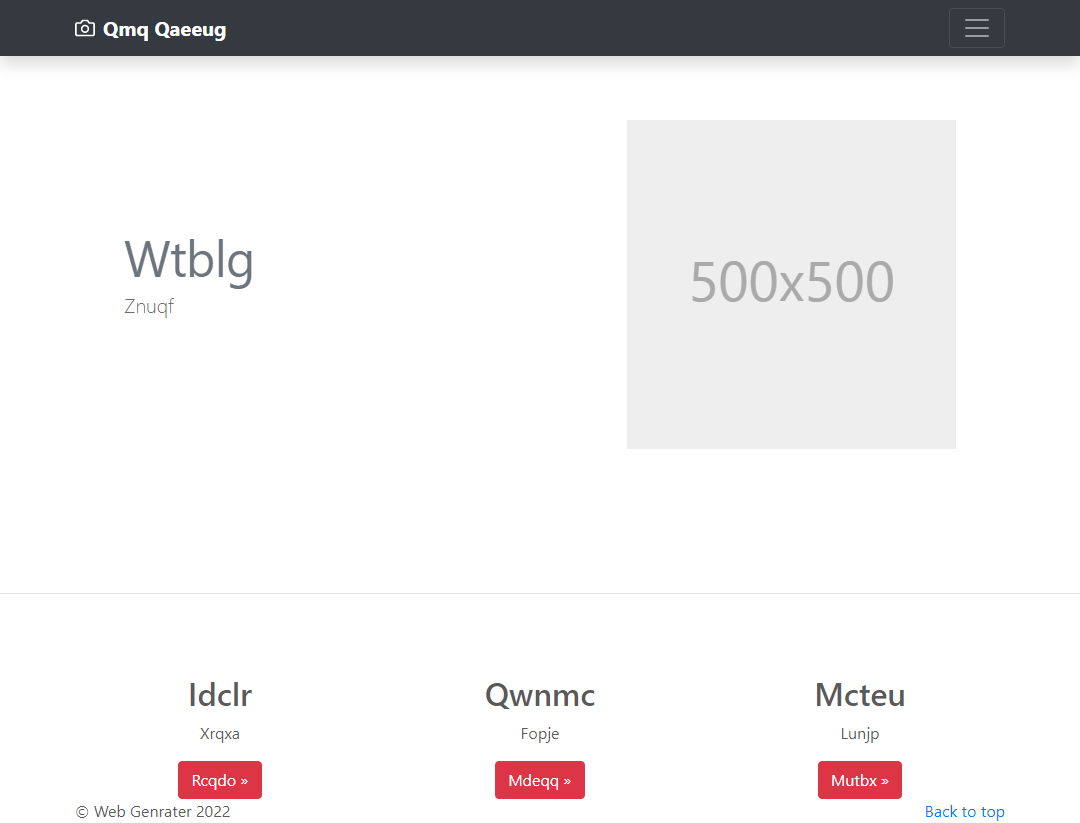 Qmq Qaeeug
Wtblg
Znuqf
500x500
Idclr
Xrqxa
Rcqdo »
Qwnmc
Fopje
Mdeqq »
Mcteu
Lunjp
Mutbx »
© Web Genrater 2022
Back to top